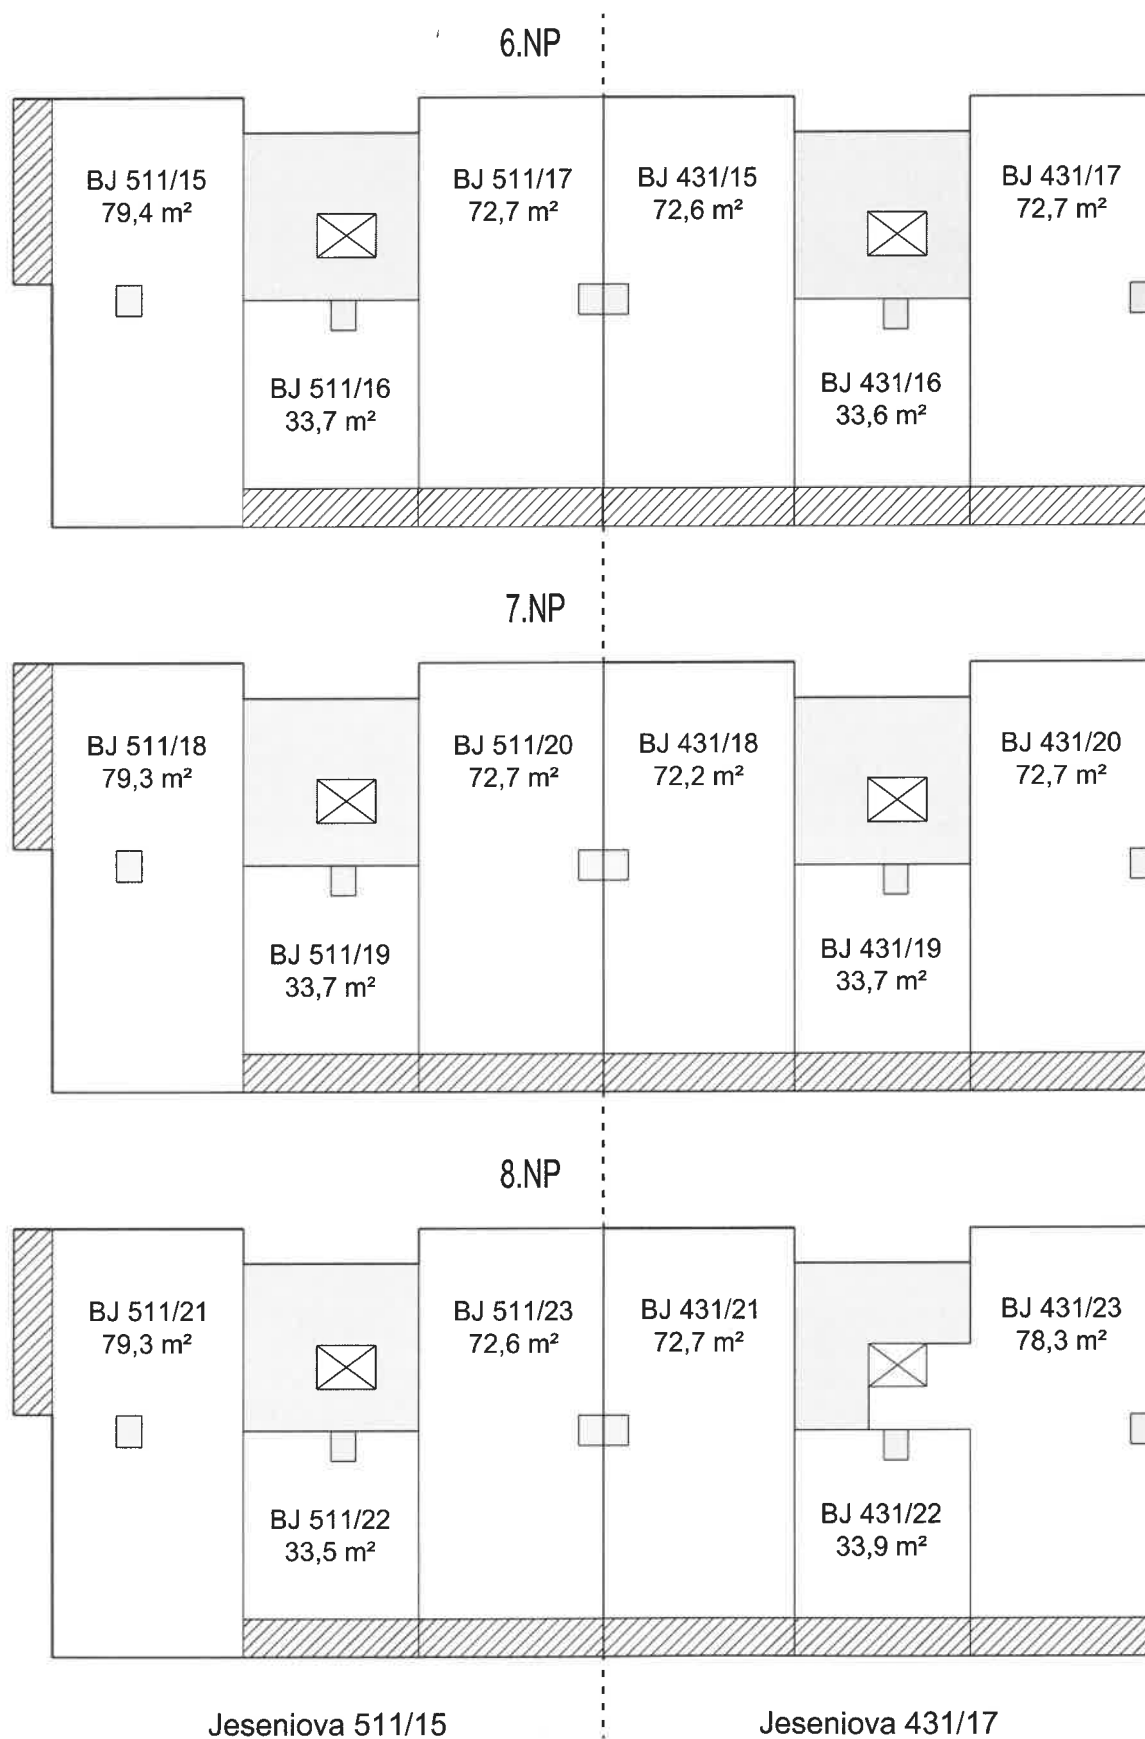 6.NP
BJ 511/15
79,4 m²
BJ 511/17
72,7 m²
BJ 431/15
72,6 m²
BJ 431/17
72,7 m²
BJ 511/16
33,7 m²
BJ 431/16
33,6 m²
7.NP
BJ 511/18
79,3 m²
BJ 511/20
72,7 m²
BJ 431/18
72,2 m²
BJ 431/20
72,7 m²
BJ 511/19
33,7 m²
BJ 431/19
33,7 m²
8.NP
BJ 511/21
79,3 m²
BJ 511/23
72,6 m²
BJ 431/21
72,7 m²
BJ 431/23
78,3 m²
BJ 511/22
33,5 m²
BJ 431/22
33,9 m²
Jeseniova 511/15
Jeseniova 431/17